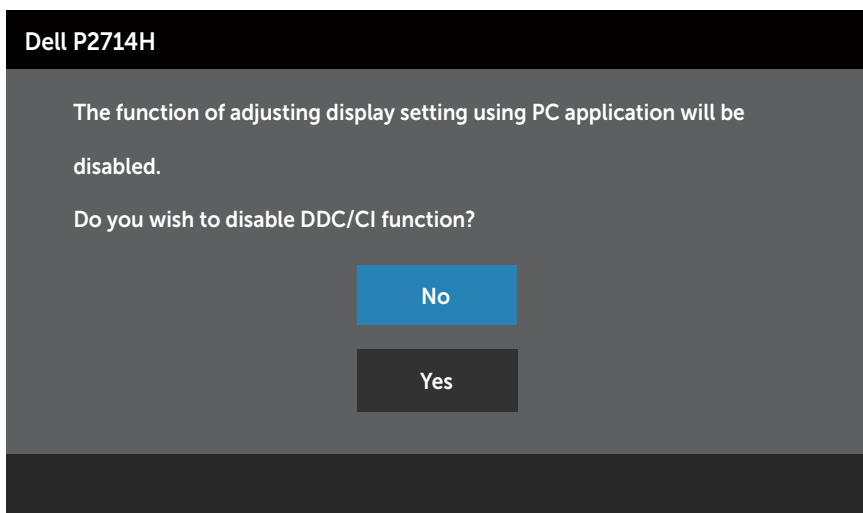 Dell P2714H
The function of adjusting display setting using PC application will be
disabled.
Do you wish to disable DDC/CI function?
No
Yes